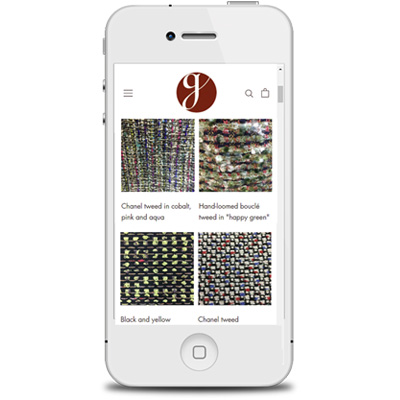 g
Chanel tweed in cobalt,
pink and aqua
Hand-loomed bouclé
tweed in "happy green"
Black and yellow
Chanel tweed